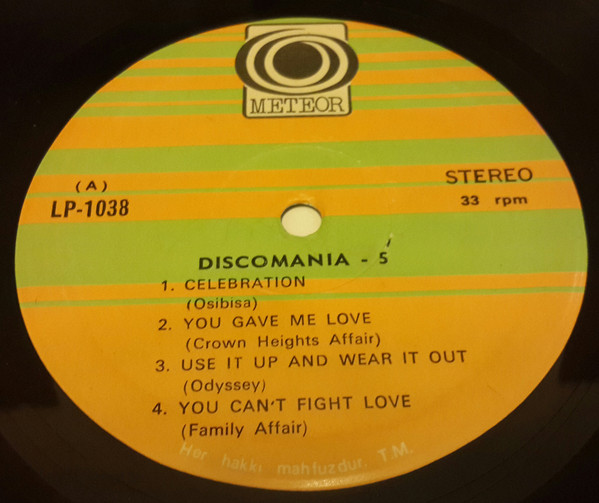 METEOR
(A)
LP-1038
STEREO
33 rpm
DISCOMANIA - 5
1. CELEBRATION
(Osibisa)
2. YOU GAVE ME LOVE
(Crown Heights Affair)
3. USE IT UP AND WEAR IT OUT
(Odyssey)
4. YOU CAN'T FIGHT LOVE
(Family Affair)
Her hakkı mahfuzdur. T.M.